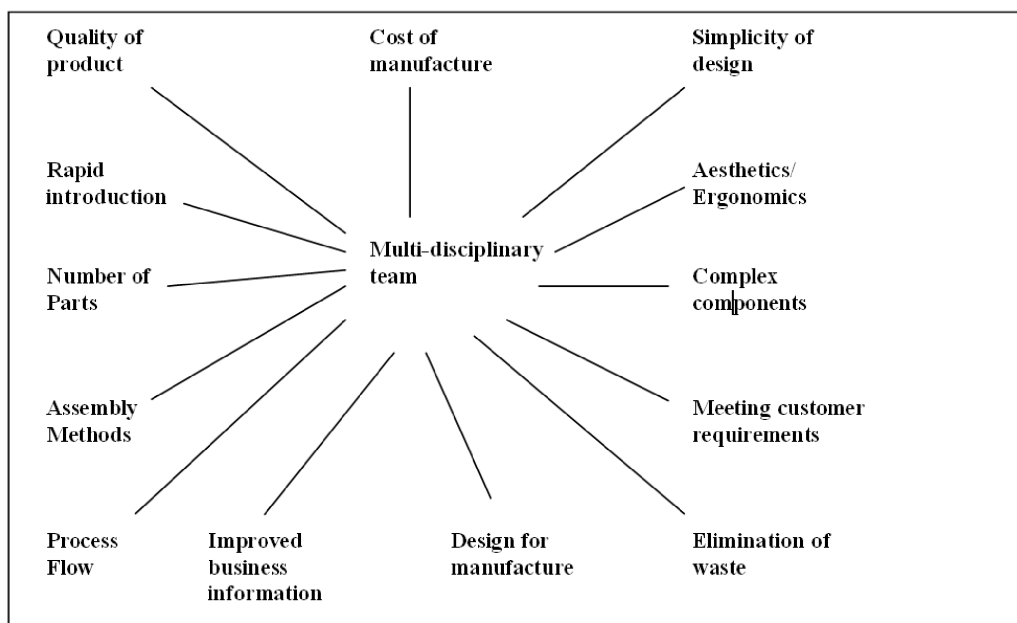 Quality of
product
Cost of
manufacture
Simplicity of
design
Rapid
introduction
Aesthetics/
Ergonomics
Multi-disciplinary
team
Number of
Parts
Complex
components
Assembly
Methods
Meeting customer
requirements
Process
Flow
Improved
business
information
Design for
manufacture
Elimination of
waste